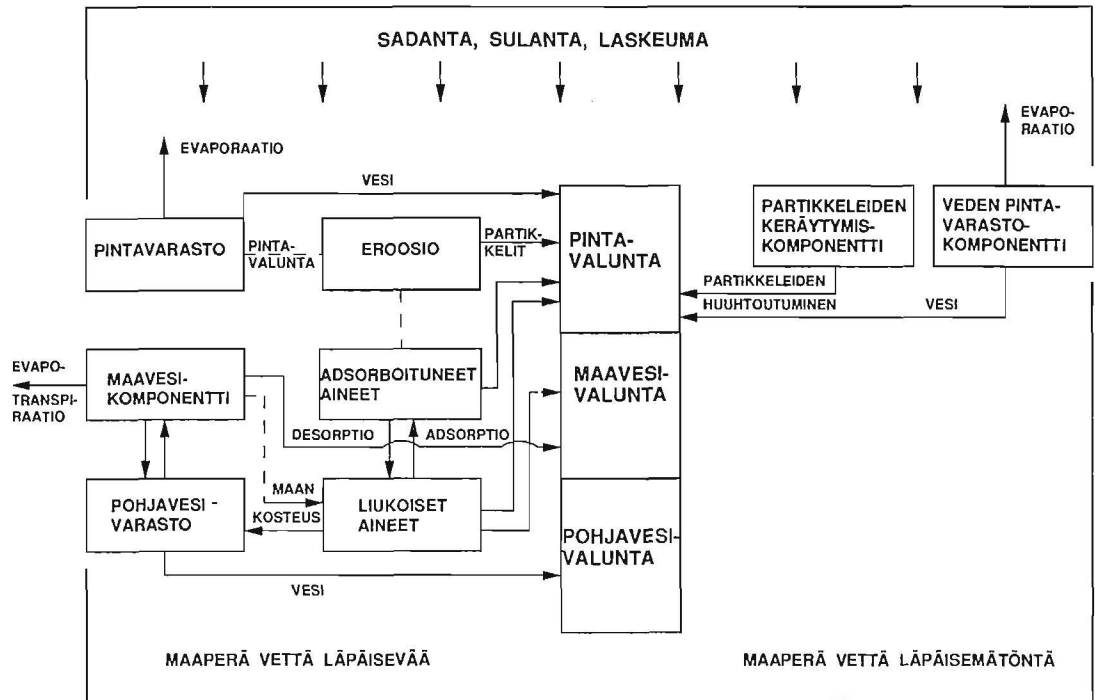 SADANTA, SULANTA, LASKEUMA
EVAPO-
RAATIO
EVAPORAATIO
VESI
PINTAVARASTO
PINTA-
VALUNTA
EROOSIO
PARTIK-
KELIT
PINTA-
VALUNTA
PARTIKKELEIDEN
KERÄYTYMIS-
KOMPONENTTI
VEDEN PINTA-
VARASTO-
KOMPONENTTI
PARTIKKELEIDEN
HUUHTOUTUMINEN
VESI
EVAPO-
TRANSPI-
RAATIO
MAAVESI-
KOMPONENTTI
ADSORBOITUNEET
AINEET
MAAVESI-
VALUNTA
DESORPTIO
ADSORPTIO
POHJAVESI-
VARASTO
MAAN
KOSTEUS
LIUKOISET
AINEET
POHJAVESI-
VALUNTA
VESI
MAAPERÄ VETTÄ LÄPÄISEVÄÄ
MAAPERÄ VETTÄ LÄPÄISEMÄTÖNTÄ